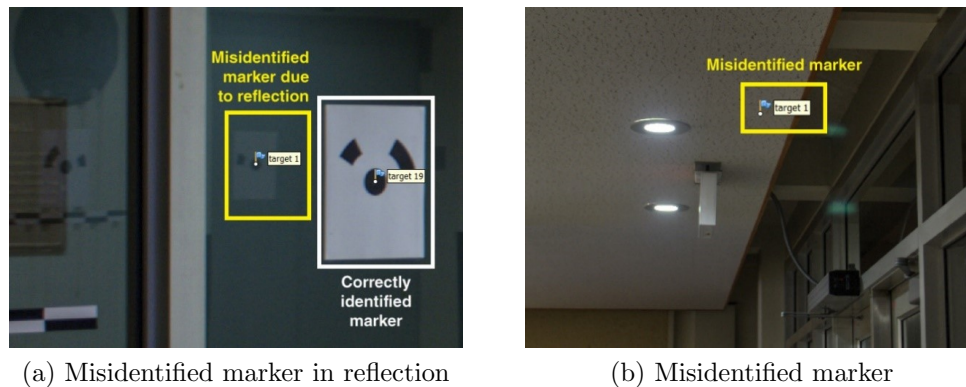 Misidentified
marker due
to reflection
target 1
target 19
Correctly
identified
marker
Misidentified marker
target 1
(a) Misidentified marker in reflection
(b) Misidentified marker